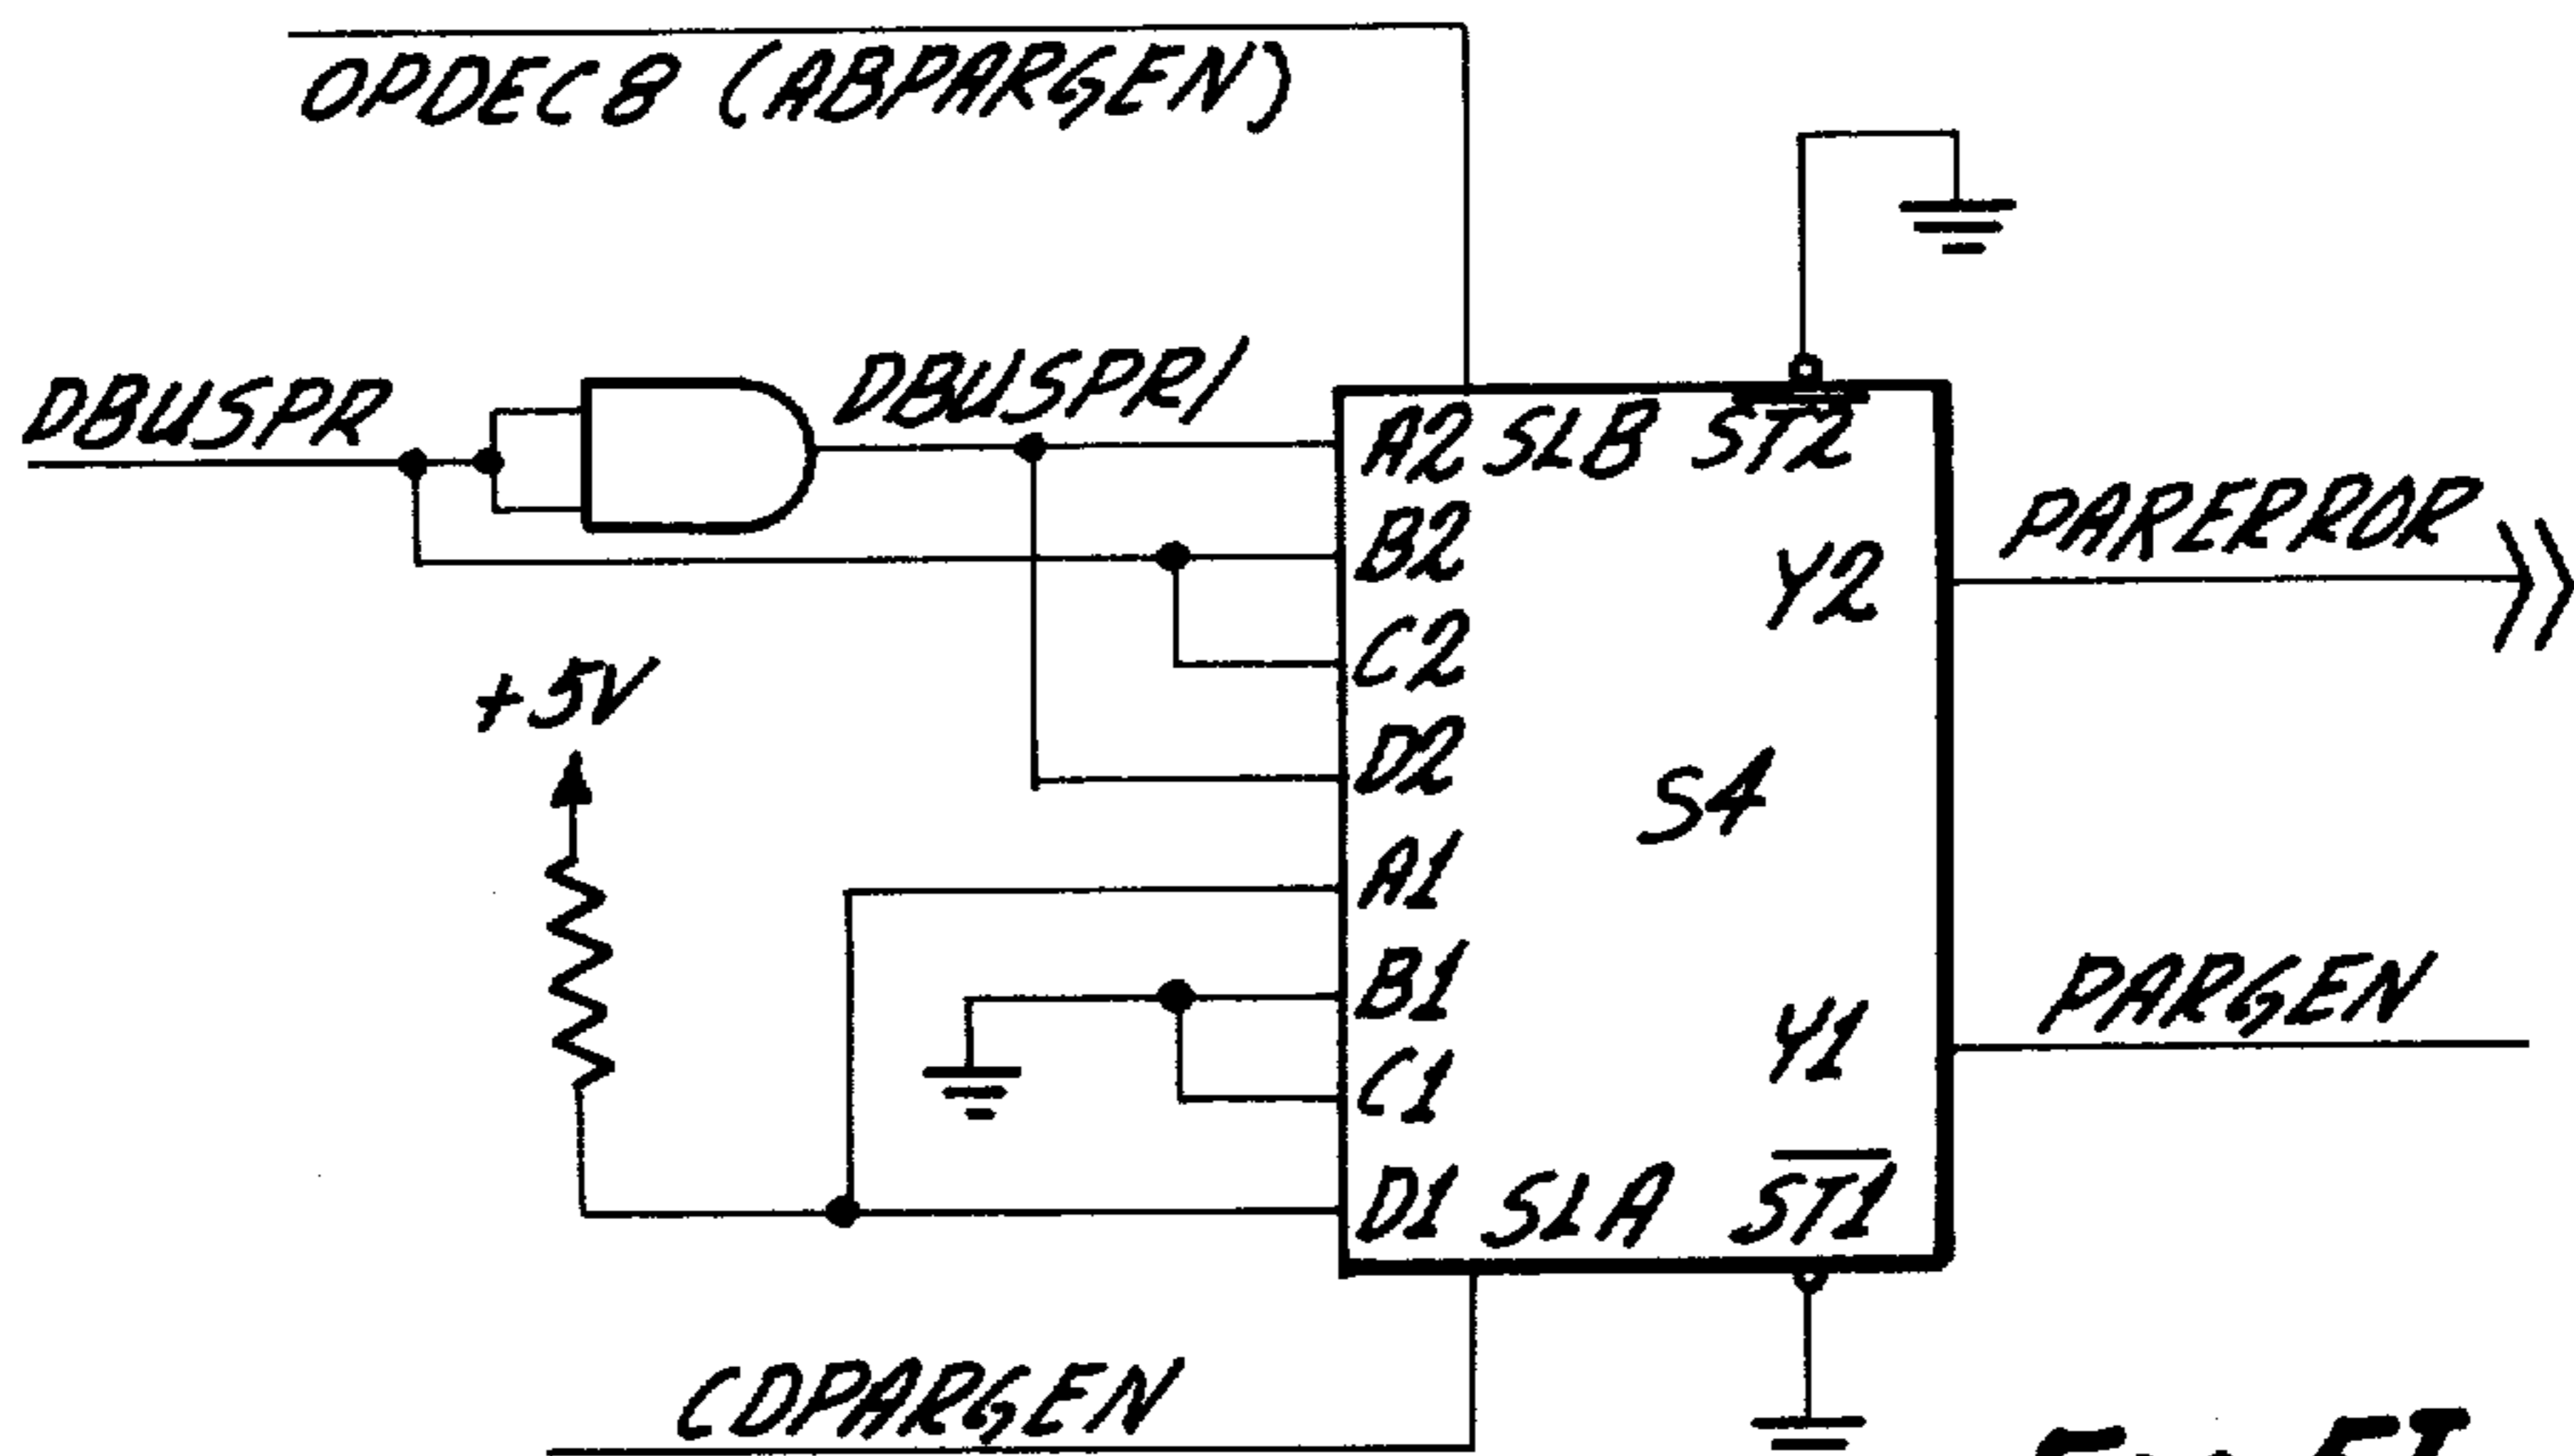 OPDEC8 (ABPARGEN)
DBUSPR
DBUSPR1
A2 SLB ST2
B2
PARERROR
Y2
C2
+5V
D2
S4
A1
B1
PARGEN
Y1
C1
D1 SLA ST1
CDPARGEN